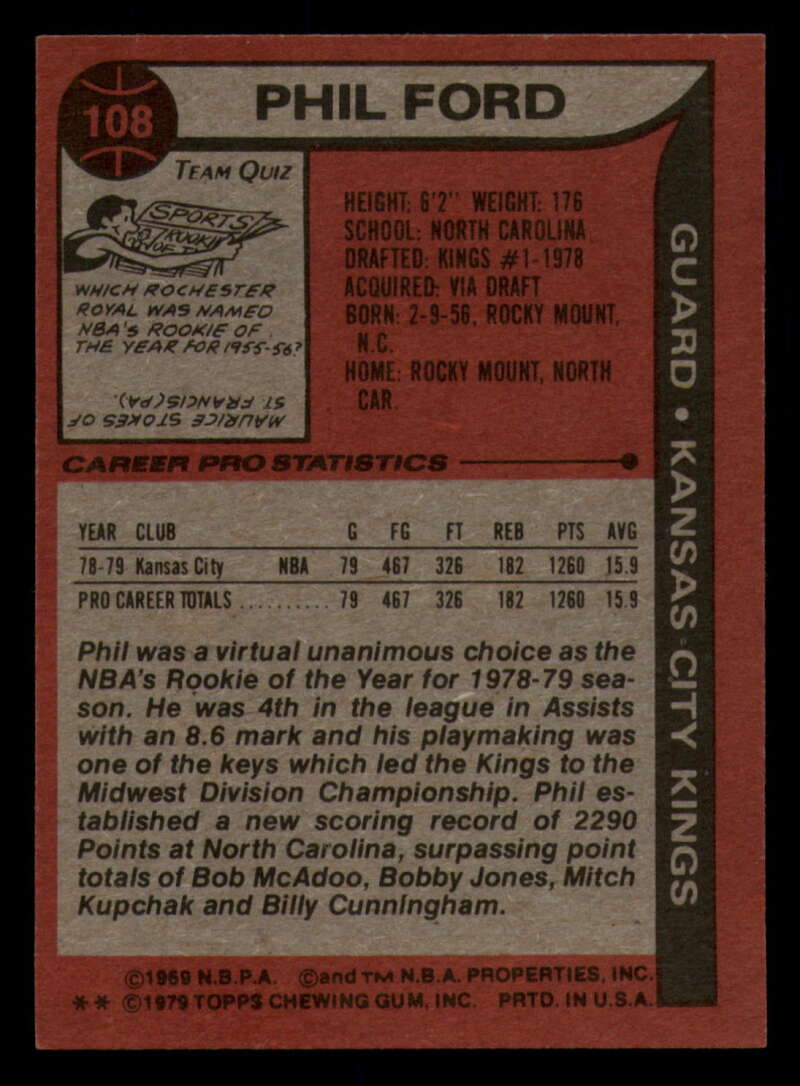 108
PHIL FORD
TEAM QUIZ
SPORTS
WHICH ROCHESTER
ROYAL WAS NAMED
NBA'S ROOKIE OF
THE YEAR FOR 1955-56?
MAURICE STOKES OF
ST FRANCIS (PA).
HEIGHT: 6'2" WEIGHT: 176
SCHOOL: NORTH CAROLINA
DRAFTED: KINGS #1-1978
ACQUIRED: VIA DRAFT
BORN: 2-9-56, ROCKY MOUNT,
N.C.
HOME: ROCKY MOUNT, NORTH
CAR.
GUARD • KANSAS CITY KINGS
CAREER PRO STATISTICS
YEAR CLUB G FG FT REB PTS AVG
78-79 Kansas City NBA 79 467 326 182 1260 15.9
PRO CAREER TOTALS .......... 79 467 326 182 1260 15.9
Phil was a virtual unanimous choice as the
NBA's Rookie of the Year for 1978-79 sea-
son. He was 4th in the league in Assists
with an 8.6 mark and his playmaking was
one of the keys which led the Kings to the
Midwest Division Championship. Phil es-
tablished a new scoring record of 2290
Points at North Carolina, surpassing point
totals of Bob McAdoo, Bobby Jones, Mitch
Kupchak and Billy Cunningham.
©1969 N.B.P.A. ©and TM N.B.A. PROPERTIES, INC.
** ©1979 TOPPS CHEWING GUM, INC. PRTD. IN U.S.A.